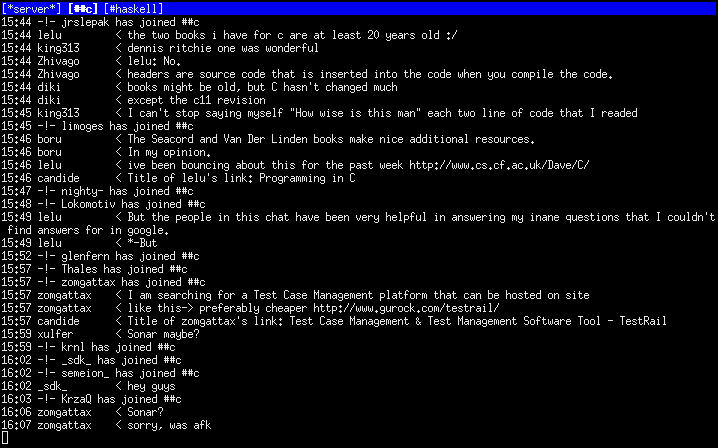 [*server*] [##c] [#haskell]
15:44 -!- jrslepak has joined ##c
15:44 lelu < the two books i have for c are at least 20 years old :/
15:44 king313 < dennis ritchie one was wonderful
15:44 Zhivago < lelu: No.
15:44 Zhivago < headers are source code that is inserted into the code when you compile the code.
15:44 diki < books might be old, but C hasn't changed much
15:44 diki < except the c11 revision
15:45 king313 < I can't stop saying myself "How wise is this man" each two line of code that I readed
15:45 -!- limoges has joined ##c
15:46 boru < The Seacord and Van Der Linden books make nice additional resources.
15:46 boru < In my opinion.
15:46 lelu < ive been bouncing about this for the past week http://www.cs.cf.ac.uk/Dave/C/
15:46 candide < Title of lelu's link: Programming in C
15:47 -!- nighty- has joined ##c
15:48 -!- Lokomotiv has joined ##c
15:49 lelu < But the people in this chat have been very helpful in answering my inane questions that I couldn't
find answers for in google.
15:49 lelu < *-But
15:52 -!- glenfern has joined ##c
15:57 -!- Thales has joined ##c
15:57 -!- zomgattax has joined ##c
15:57 zomgattax < I am searching for a Test Case Management platform that can be hosted on site
15:57 zomgattax < like this-> preferably cheaper http://www.gurock.com/testrail/
15:57 candide < Title of zomgattax's link: Test Case Management & Test Management Software Tool - TestRail
15:59 xulfer < Sonar maybe?
15:59 -!- krnl has joined ##c
16:02 -!- _sdk_ has joined ##c
16:02 -!- semeion_ has joined ##c
16:02 _sdk_ < hey guys
16:03 -!- KrzaQ has joined ##c
16:06 zomgattax < Sonar?
16:07 zomgattax < sorry, was afk